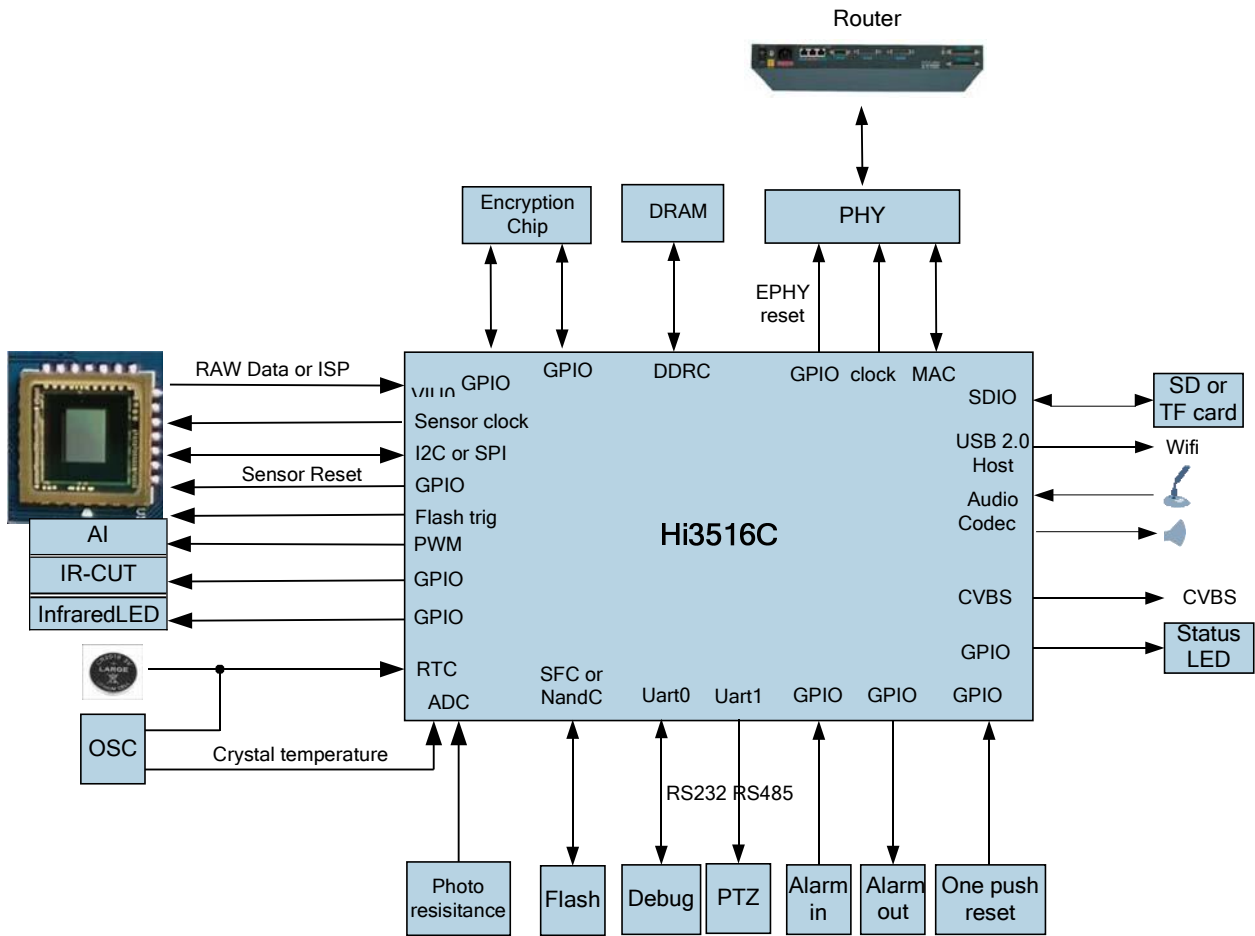 Router
Encryption
Chip
DRAM
PHY
EPHY
reset
RAW Data or ISP
GPIO
GPIO
DDRC
GPIO clock MAC
SDIO
SD or
TF card
Sensor clock
I2C or SPI
USB 2.0
Host
Wifi
Sensor Reset
GPIO
Audio
Codec
Flash trig
AI
PWM
Hi3516C
IR-CUT
GPIO
InfraredLED
GPIO
CVBS
CVBS
GPIO
Status
LED
LARGE
RTC
ADC
SFC or
NandC
Uart0
Uart1
GPIO
GPIO
GPIO
OSC
Crystal temperature
RS232 RS485
Photo
resisitance
Flash
Debug
PTZ
Alarm
in
Alarm
out
One push
reset